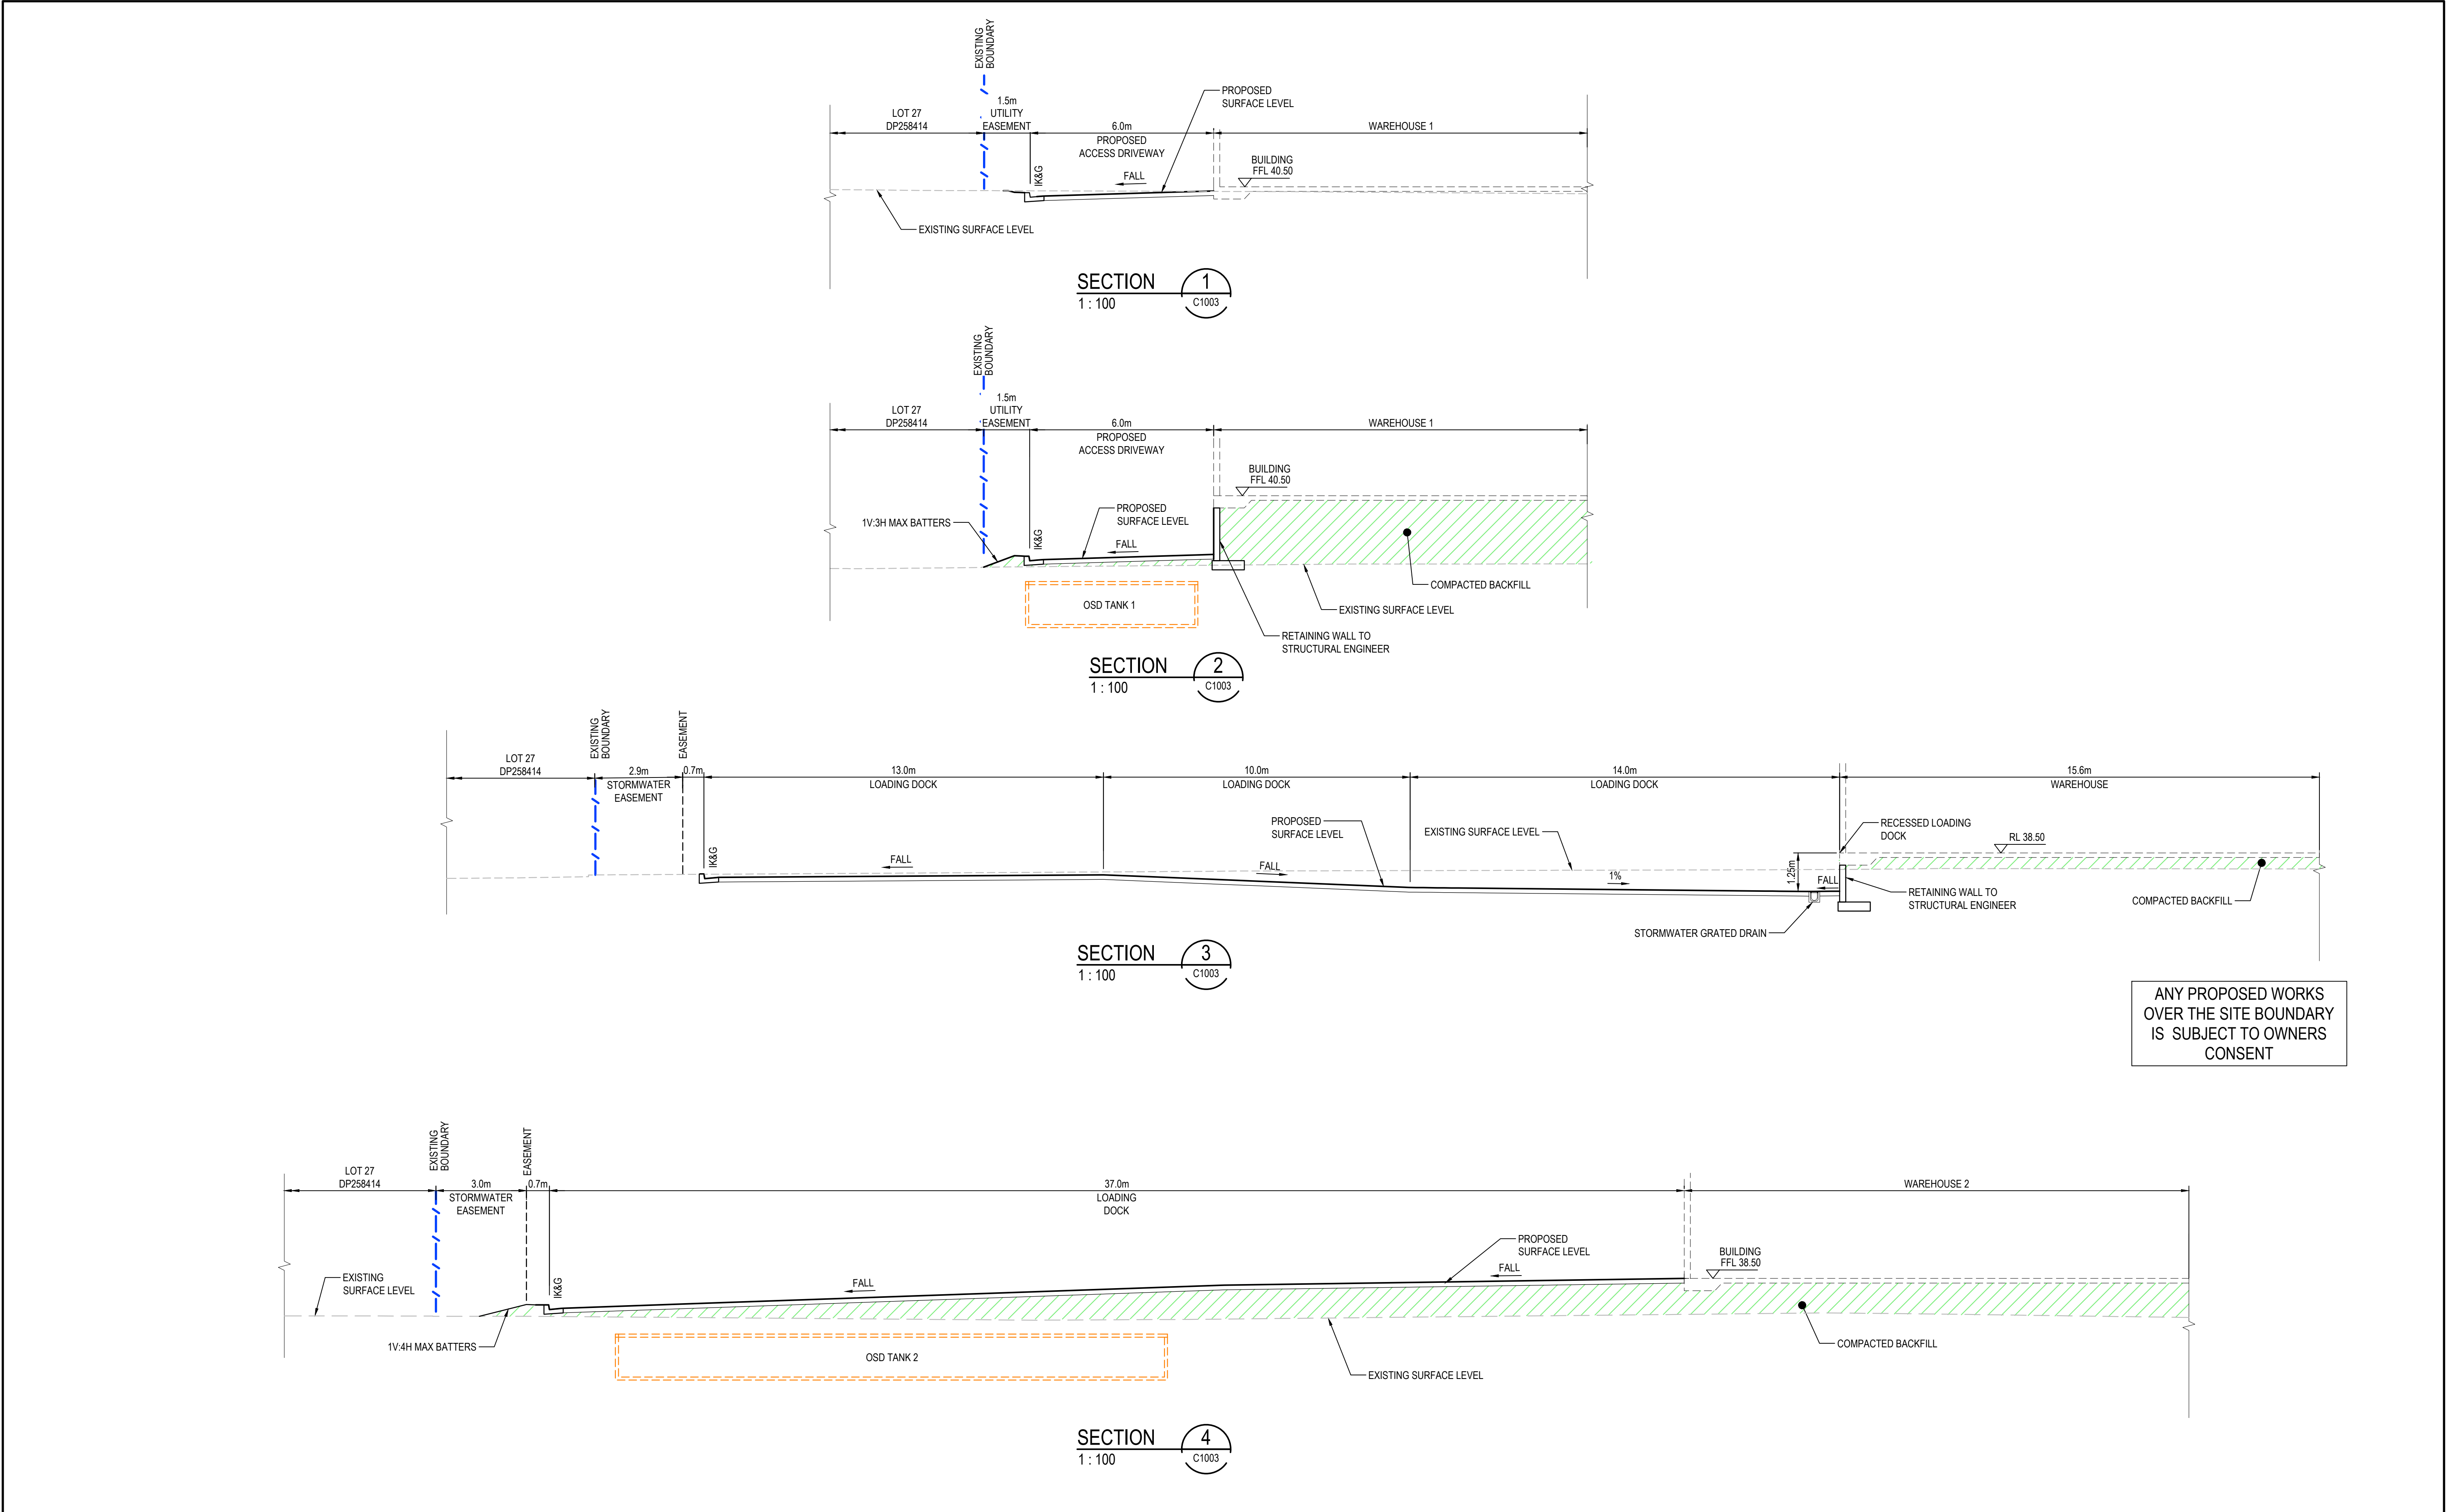 EXISTING
BOUNDARY
LOT 27
DP258414
1.5m
UTILITY
EASEMENT
6.0m
PROPOSED
ACCESS DRIVEWAY
PROPOSED
SURFACE LEVEL
WAREHOUSE 1
IK&G
FALL
BUILDING
FFL 40.50
EXISTING SURFACE LEVEL
SECTION
1 : 100
1
C1003
EXISTING
BOUNDARY
LOT 27
DP258414
1.5m
UTILITY
EASEMENT
6.0m
PROPOSED
ACCESS DRIVEWAY
WAREHOUSE 1
BUILDING
FFL 40.50
1V:3H MAX BATTERS
IK&G
PROPOSED
SURFACE LEVEL
FALL
COMPACTED BACKFILL
OSD TANK 1
EXISTING SURFACE LEVEL
RETAINING WALL TO
STRUCTURAL ENGINEER
SECTION
1 : 100
2
C1003
EXISTING
BOUNDARY
EASEMENT
LOT 27
DP258414
2.9m
STORMWATER
EASEMENT
0.7m
13.0m
LOADING DOCK
10.0m
LOADING DOCK
14.0m
LOADING DOCK
15.6m
WAREHOUSE
IK&G
FALL
PROPOSED
SURFACE LEVEL
FALL
EXISTING SURFACE LEVEL
1%
1.25m
FALL
RECESSED LOADING
DOCK
RL 38.50
RETAINING WALL TO
STRUCTURAL ENGINEER
COMPACTED BACKFILL
STORMWATER GRATED DRAIN
SECTION
1 : 100
3
C1003
ANY PROPOSED WORKS
OVER THE SITE BOUNDARY
IS SUBJECT TO OWNERS
CONSENT
EXISTING
BOUNDARY
EASEMENT
LOT 27
DP258414
3.0m
STORMWATER
EASEMENT
0.7m
37.0m
LOADING
DOCK
WAREHOUSE 2
EXISTING
SURFACE LEVEL
IK&G
FALL
PROPOSED
SURFACE LEVEL
FALL
BUILDING
FFL 38.50
1V:4H MAX BATTERS
OSD TANK 2
EXISTING SURFACE LEVEL
COMPACTED BACKFILL
SECTION
1 : 100
4
C1003